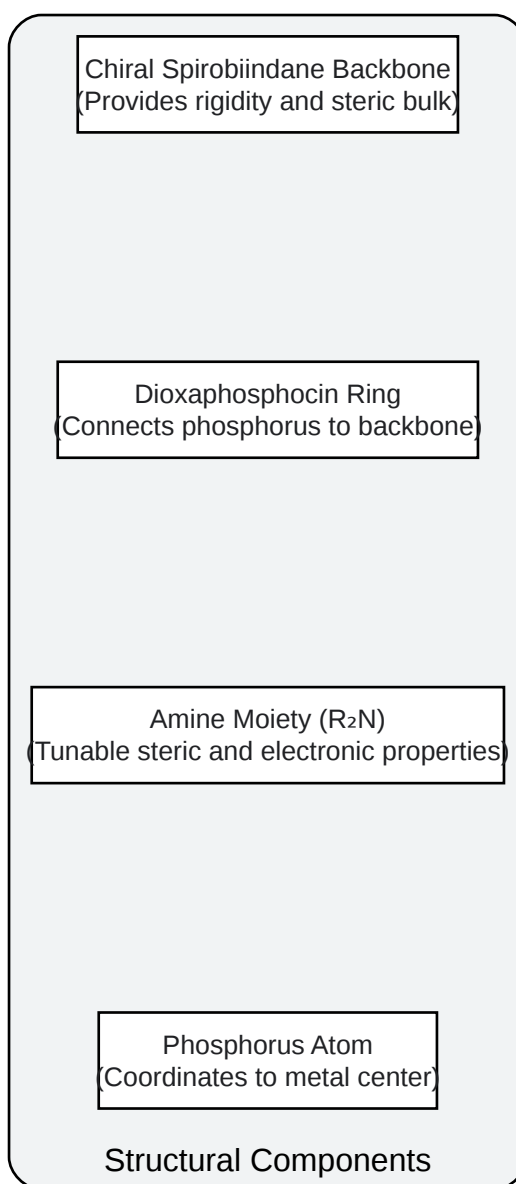 Chiral Spirobiindane Backbone
(Provides rigidity and steric bulk)
Dioxaphosphocin Ring
(Connects phosphorus to backbone)
Amine Moiety (R₂N)
(Tunable steric and electronic properties)
Phosphorus Atom
(Coordinates to metal center)
Structural Components